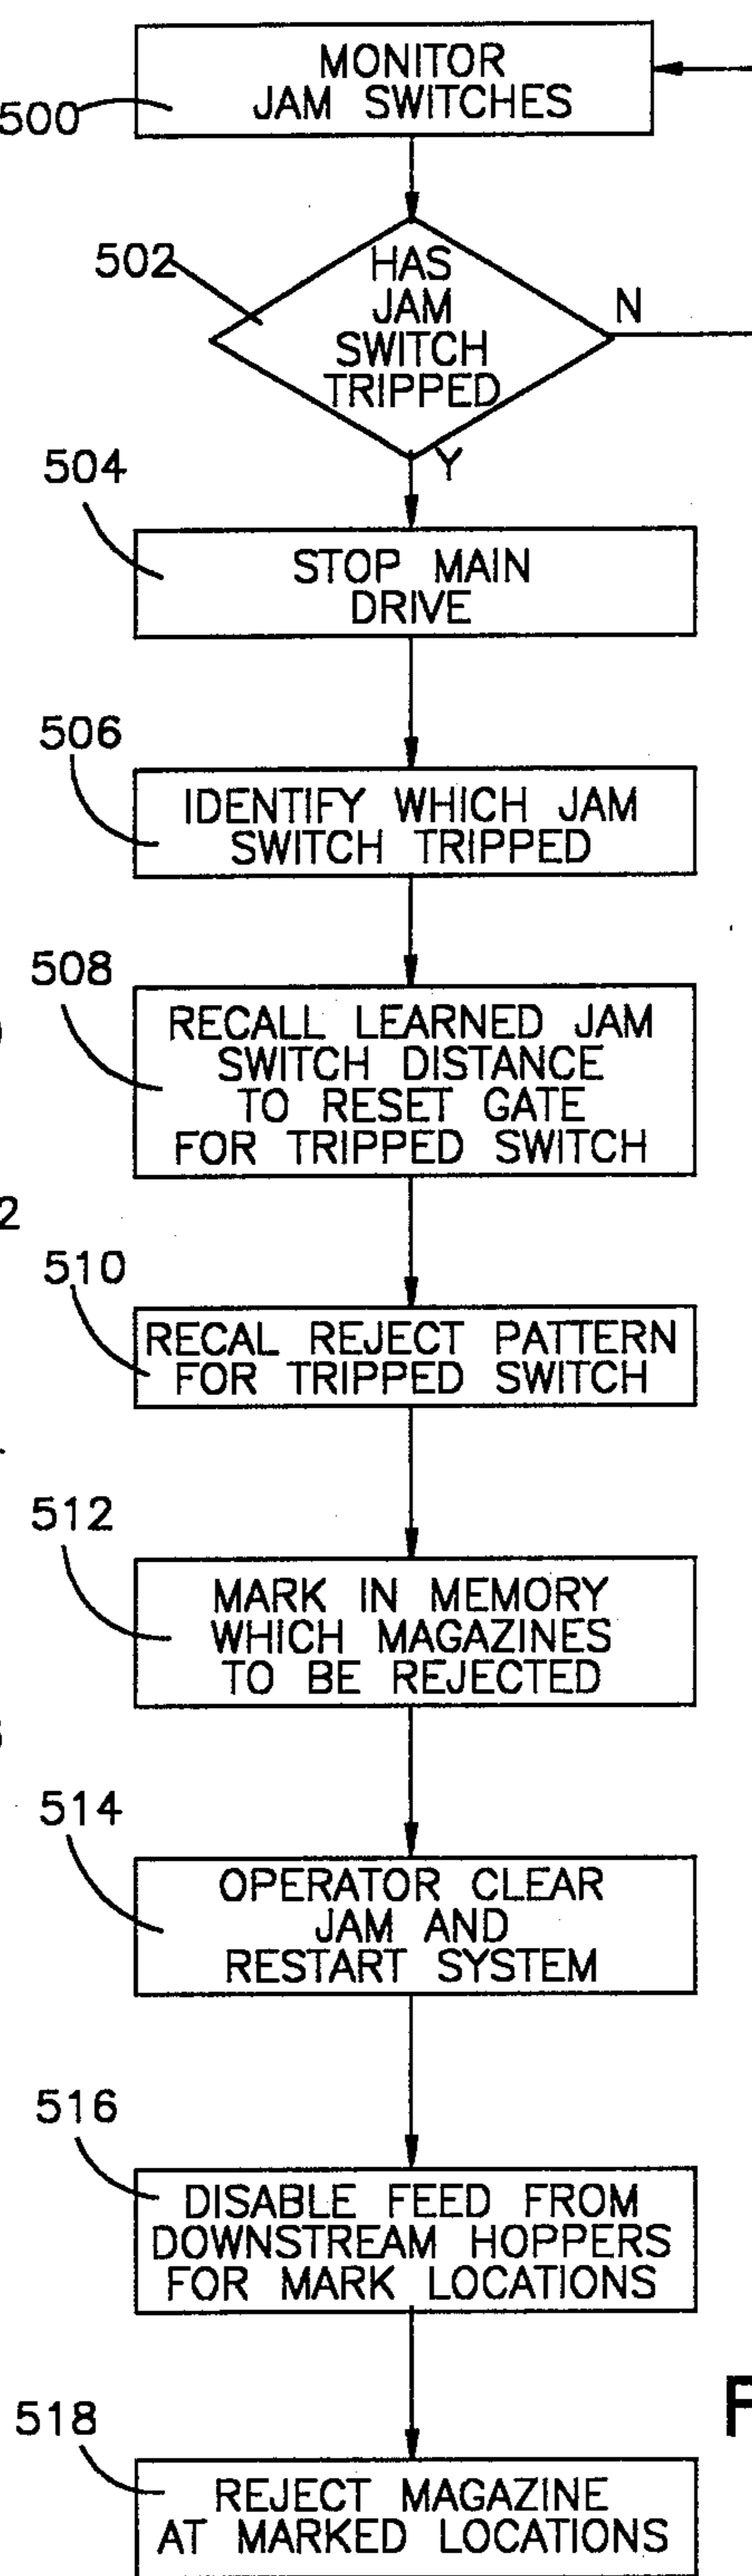 MONITOR
JAM SWITCHES
500
502
HAS
JAM
SWITCH
TRIPPED
N
Y
504
STOP MAIN
DRIVE
506
IDENTIFY WHICH JAM
SWITCH TRIPPED
508
RECALL LEARNED JAM
SWITCH DISTANCE
TO RESET GATE
FOR TRIPPED SWITCH
510
RECAL REJECT PATTERN
FOR TRIPPED SWITCH
512
MARK IN MEMORY
WHICH MAGAZINES
TO BE REJECTED
514
OPERATOR CLEAR
JAM AND
RESTART SYSTEM
516
DISABLE FEED FROM
DOWNSTREAM HOPPERS
FOR MARK LOCATIONS
518
REJECT MAGAZINE
AT MARKED LOCATIONS